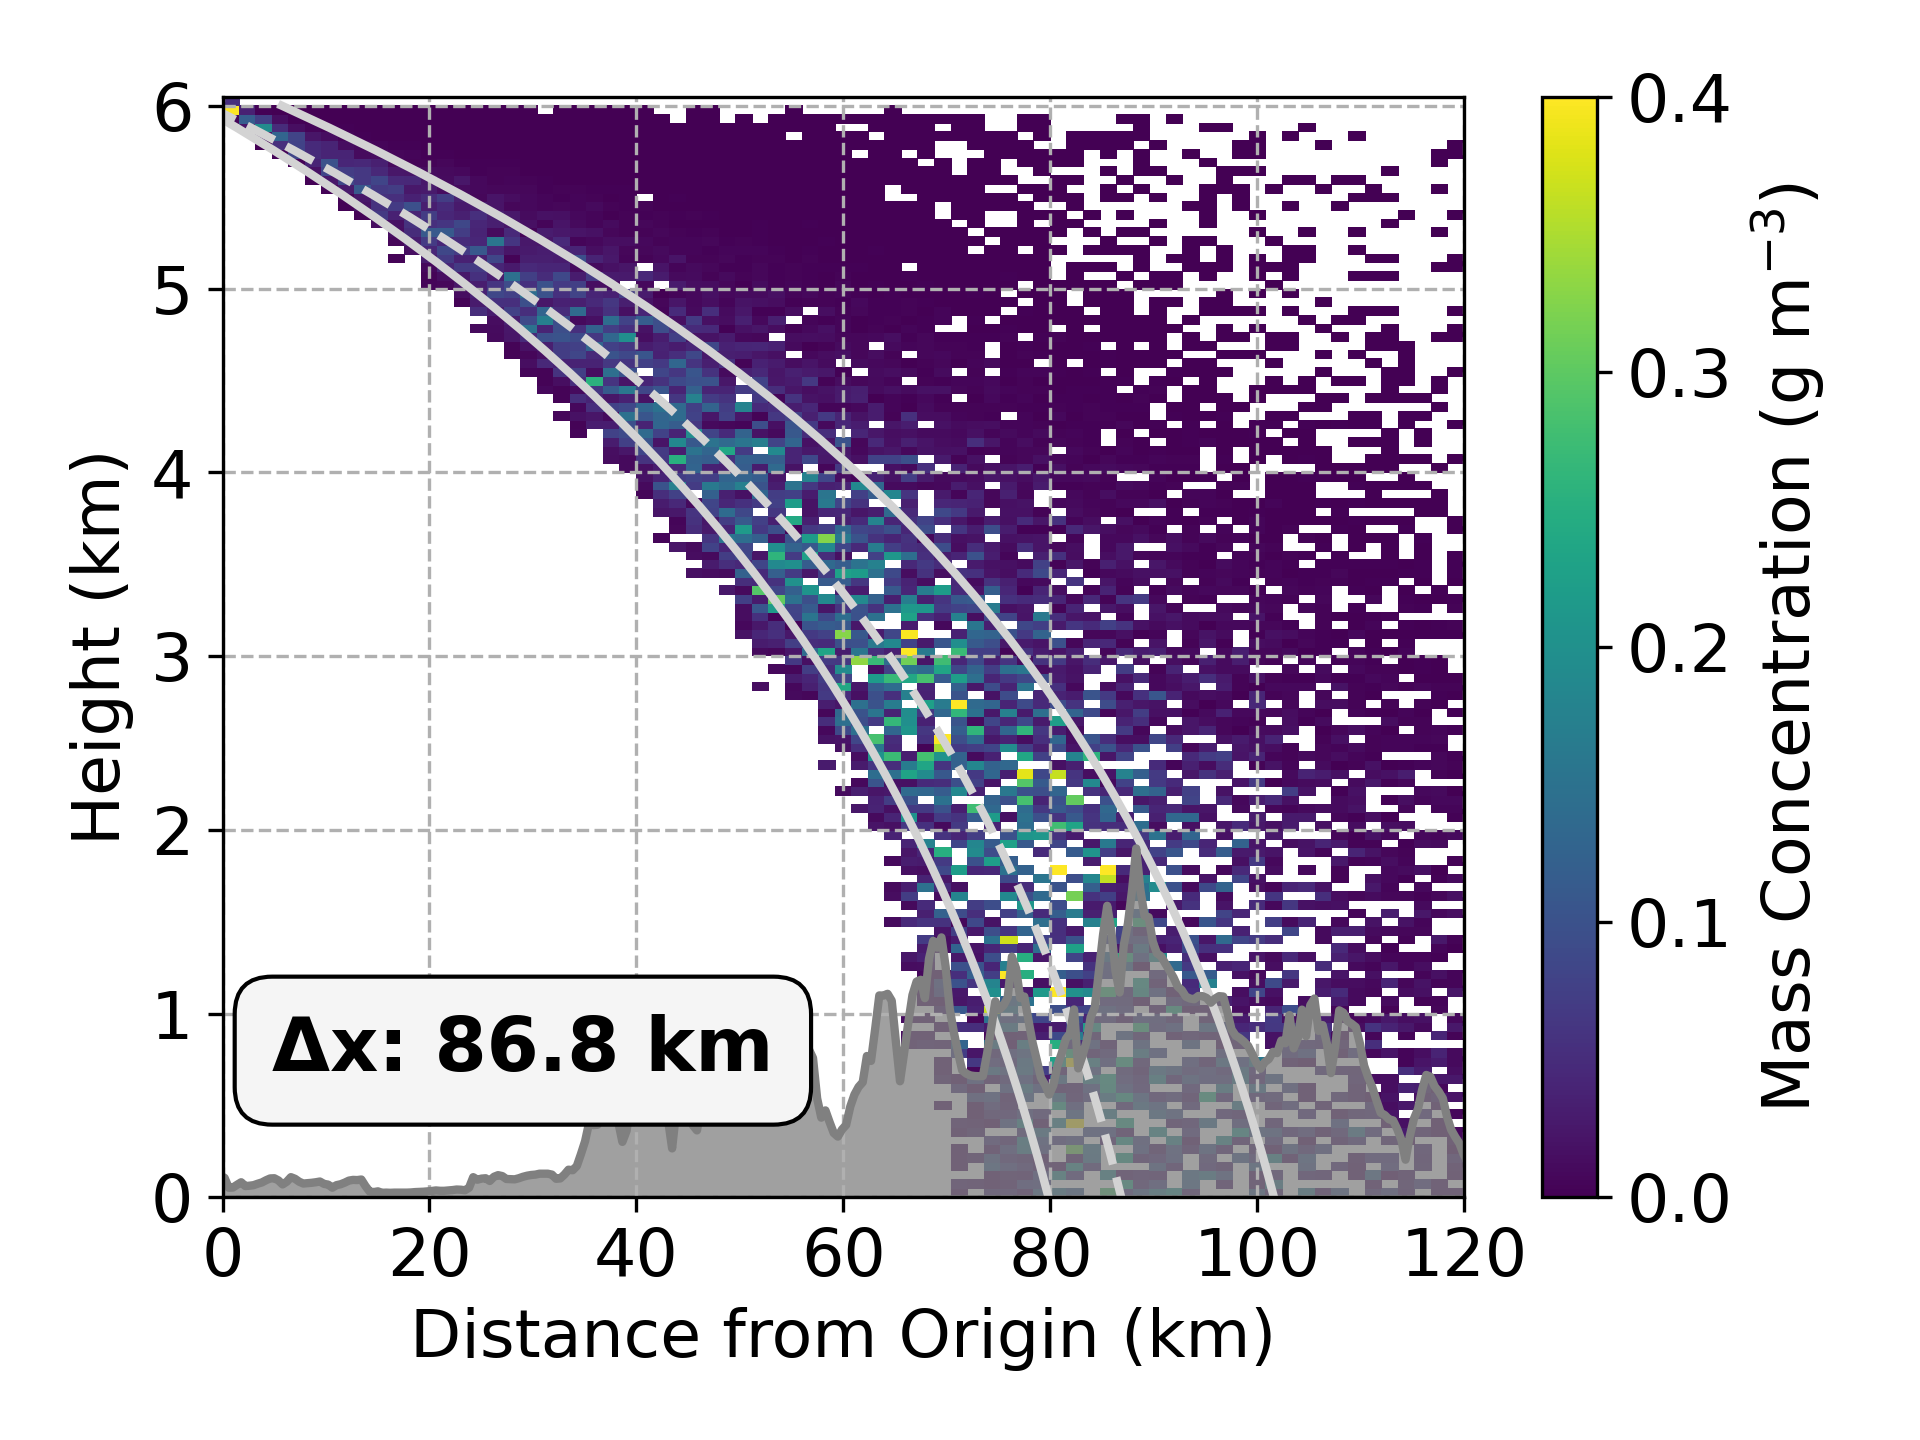 6
5
4
3
2
1
0
Height (km)
Δx: 86.8 km
0 20 40 60 80 100 120
Distance from Origin (km)
0.4
0.3
0.2
0.1
0.0
Mass Concentration (g m⁻³)